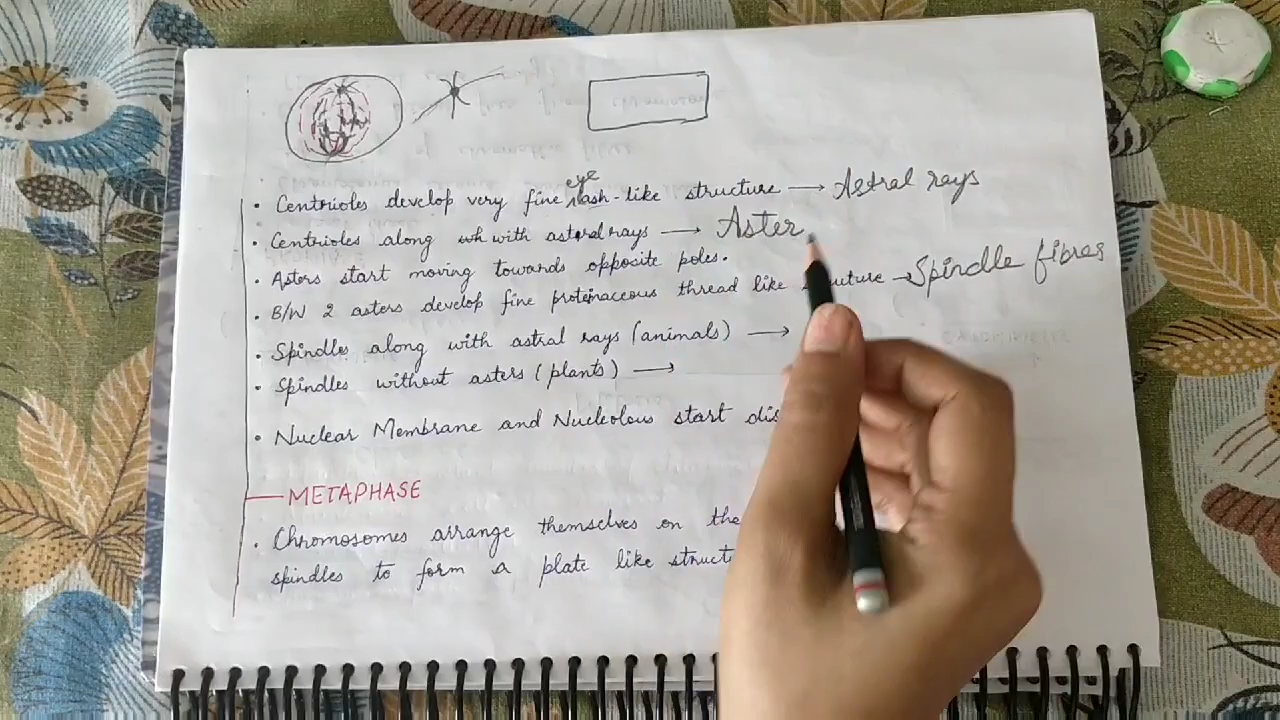 • Centrioles develop very fine eye lash-like structure → Astral rays
• Centrioles along wh with astral rays → Aster
• Asters start moving towards opposite poles.
• B/W 2 asters develop fine proteinaceous thread like structure → Spindle fibres
• Spindles along with astral rays (animals) →
• Spindles without asters (plants) →
• Nuclear Membrane and Nucleolous start dis
METAPHASE
• Chromosomes arrange themselves on the
spindles to form a plate like struct